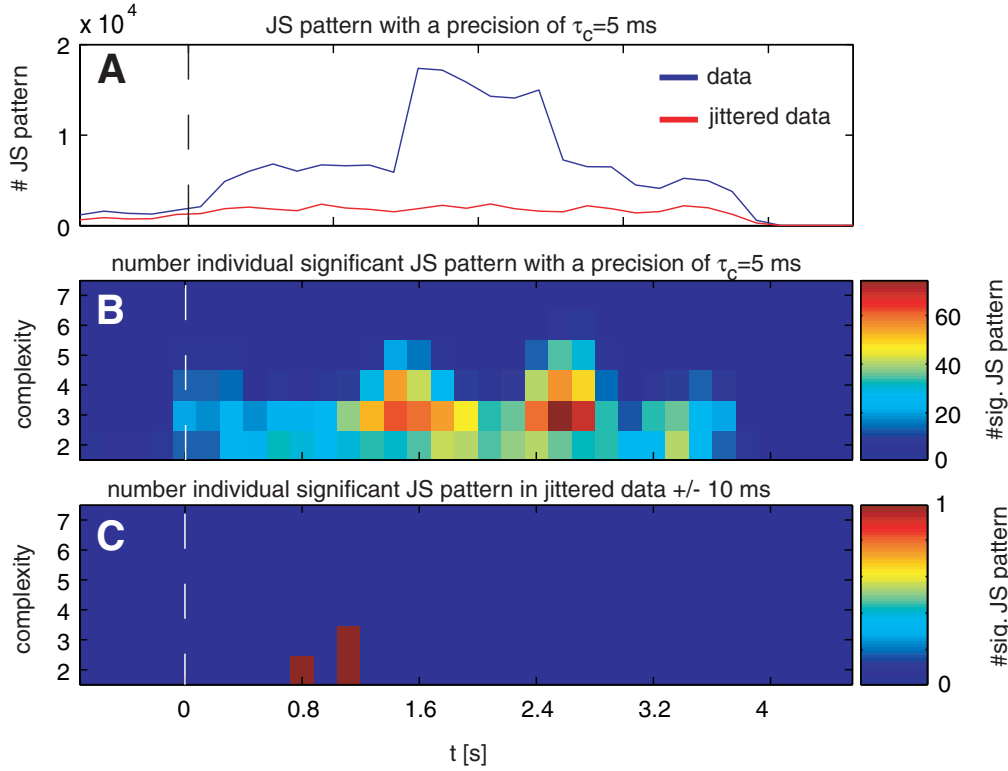 x 10⁴
JS pattern with a precision of τc=5 ms
A
# JS pattern
2
1
0
data
jittered data
number individual significant JS pattern with a precision of τc=5 ms
B
complexity
7
6
5
4
3
2
60
40
20
0
#sig. JS pattern
number individual significant JS pattern in jittered data +/- 10 ms
C
complexity
7
6
5
4
3
2
1
0
#sig. JS pattern
0 0.8 1.6 2.4 3.2 4
t [s]